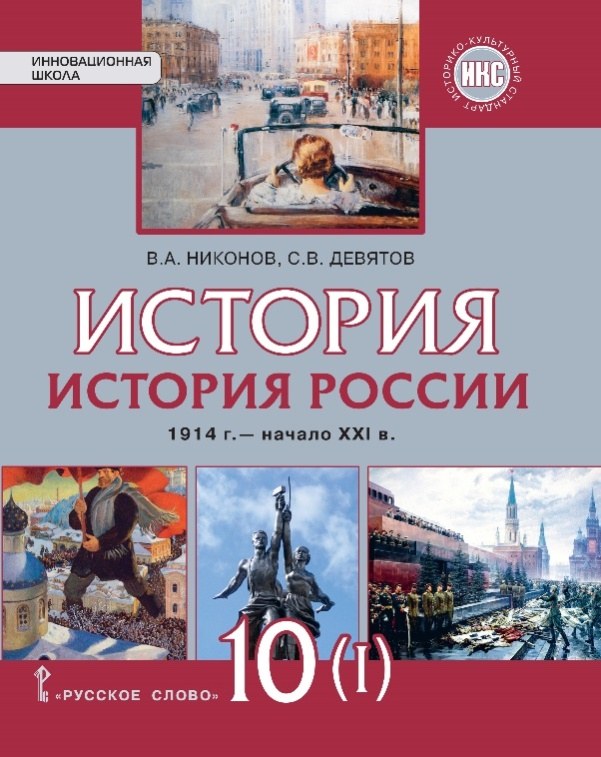 ИННОВАЦИОННАЯ
ШКОЛА
ИСТОРИКО-КУЛЬТУРНЫЙ СТАНДАРТ
ИКС
В.А. НИКОНОВ, С.В. ДЕВЯТОВ
ИСТОРИЯ
ИСТОРИЯ РОССИИ
1914 г.— начало XXI в.
10 (I)
«РУССКОЕ СЛОВО»